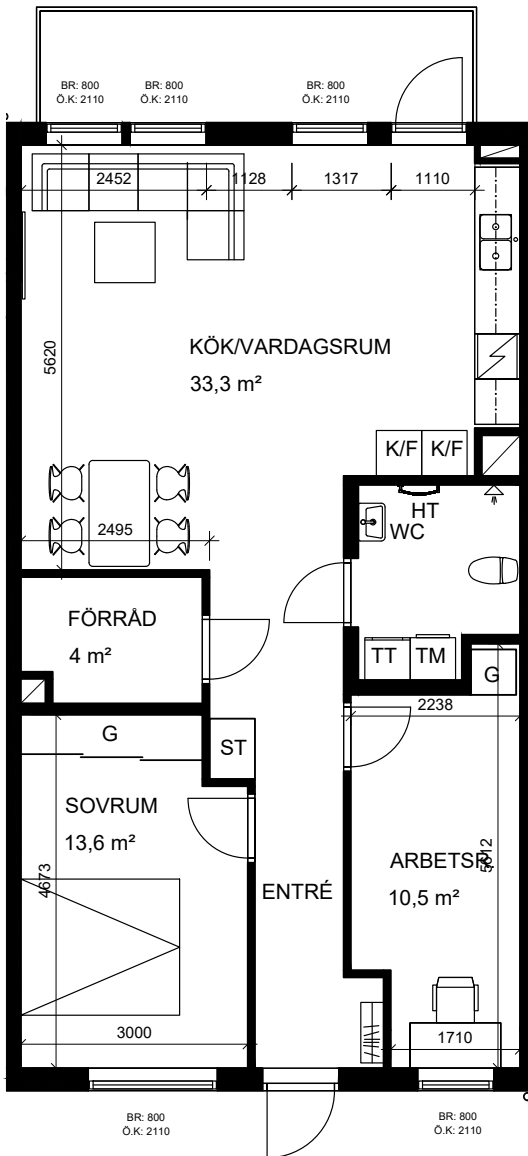 BR: 800
Ö.K: 2110
BR: 800
Ö.K: 2110
BR: 800
Ö.K: 2110
2452
1128
1317
1110
5620
KÖK/VARDAGSRUM
33,3 m²
K/F
K/F
HT
WC
2495
FÖRRÅD
4 m²
TT
TM
G
2238
G
ST
SOVRUM
13,6 m²
4673
ARBETSR
10,5 m²
ENTRÉ
3000
1710
BR: 800
Ö.K: 2110
BR: 800
Ö.K: 2110